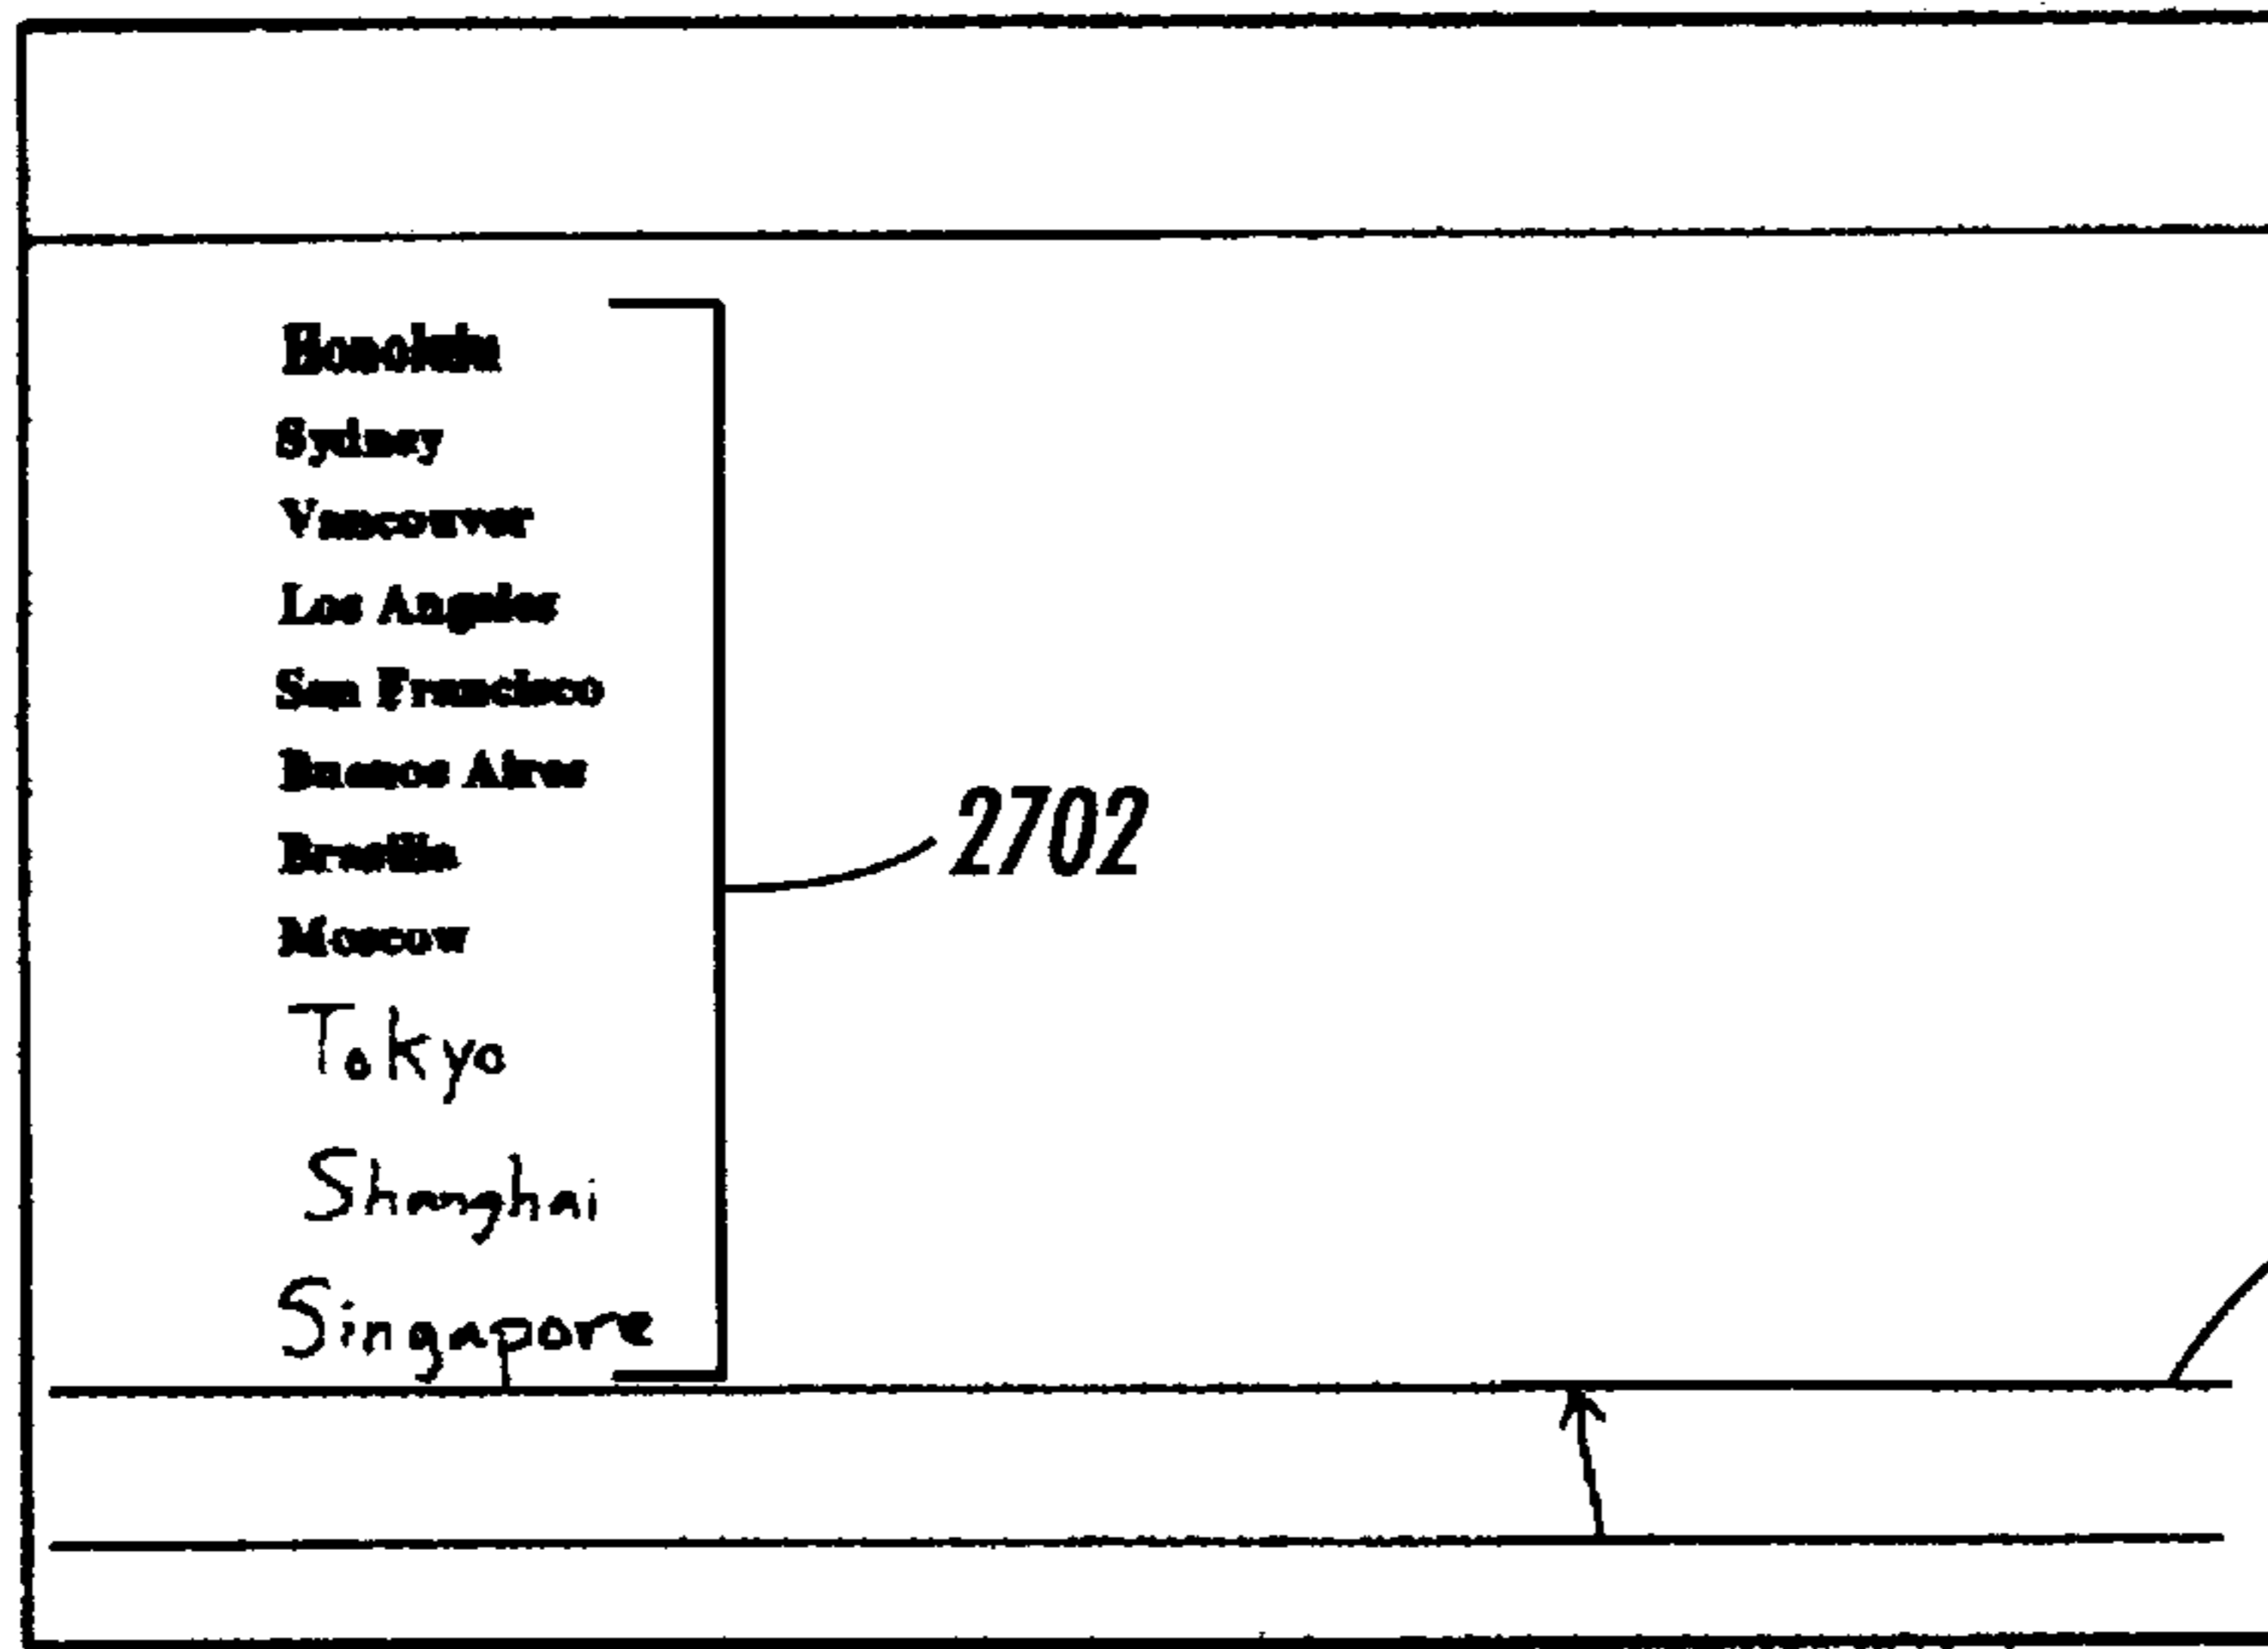 Honolulu
Sydney
Vancouver
Los Angeles
San Francisco
Buenos Aires
Brasilia
Moscow
Tokyo
Shanghai
Singapore
2702